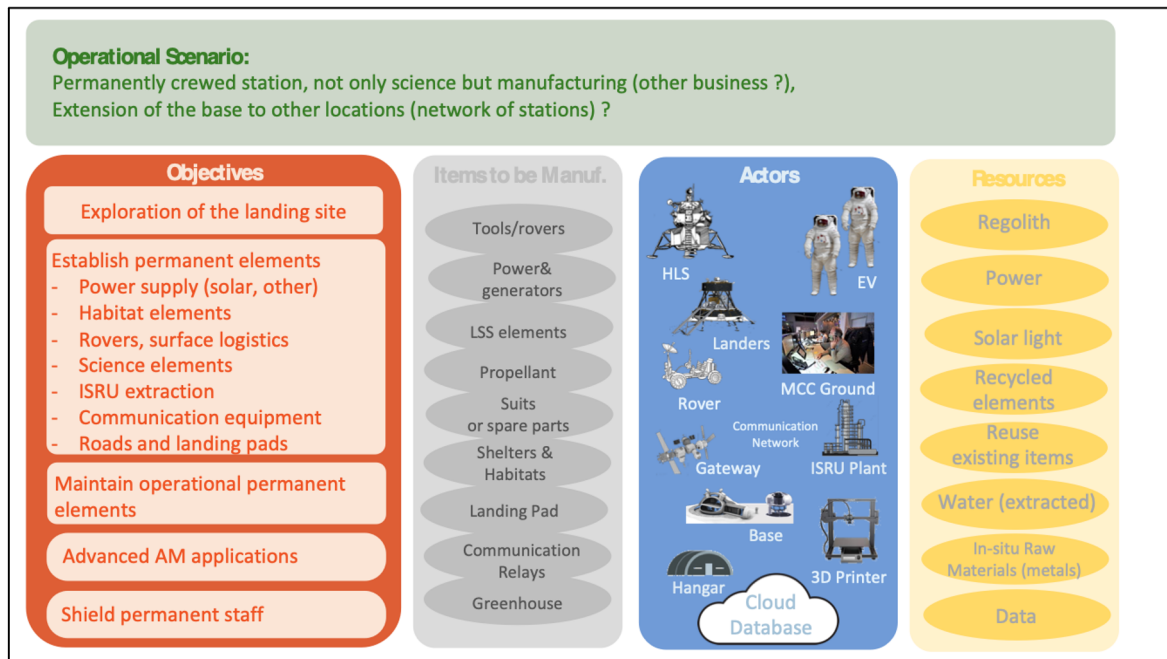 Operational Scenario:
Permanently crewed station, not only science but manufacturing (other business ?),
Extension of the base to other locations (network of stations) ?
Objectives
Exploration of the landing site
Establish permanent elements
- Power supply (solar, other)
- Habitat elements
- Rovers, surface logistics
- Science elements
- ISRU extraction
- Communication equipment
- Roads and landing pads
Maintain operational permanent
elements
Advanced AM applications
Shield permanent staff
Items to be Manuf.
Tools/rovers
Power&
generators
LSS elements
Propellant
Suits
or spare parts
Shelters &
Habitats
Landing Pad
Communication
Relays
Greenhouse
Actors
HLS
EV
Landers
MCC Ground
Rover
Communication
Network
Gateway
ISRU Plant
Base
Hangar
3D Printer
Cloud
Database
Resources
Regolith
Power
Solar light
Recycled
elements
Reuse
existing items
Water (extracted)
In-situ Raw
Materials (metals)
Data